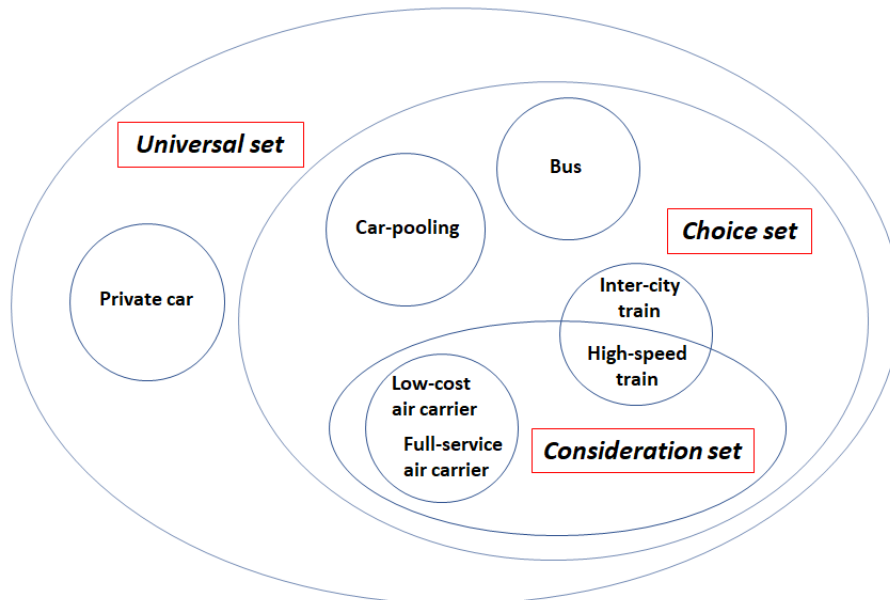 Universal set
Bus
Car-pooling
Choice set
Private car
Inter-city
train
High-speed
train
Low-cost
air carrier
Full-service
air carrier
Consideration set